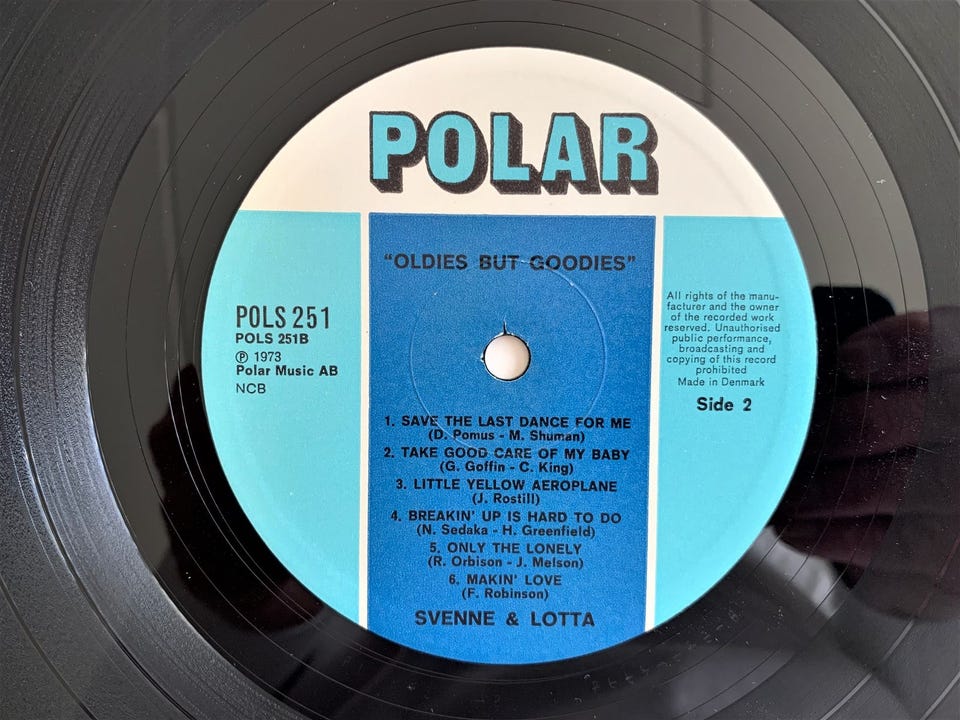 POLAR
"OLDIES BUT GOODIES"
POLS 251
POLS 251B
℗ 1973
Polar Music AB
NCB
All rights of the manu-
facturer and the owner
of the recorded work
reserved. Unauthorised
public performance,
broadcasting and
copying of this record
prohibited
Made in Denmark
Side 2
1. SAVE THE LAST DANCE FOR ME
(D. Pomus - M. Shuman)
2. TAKE GOOD CARE OF MY BABY
(G. Goffin - C. King)
3. LITTLE YELLOW AEROPLANE
(J. Rostill)
4. BREAKIN' UP IS HARD TO DO
(N. Sedaka - H. Greenfield)
5. ONLY THE LONELY
(R. Orbison - J. Melson)
6. MAKIN' LOVE
(F. Robinson)
SVENNE & LOTTA